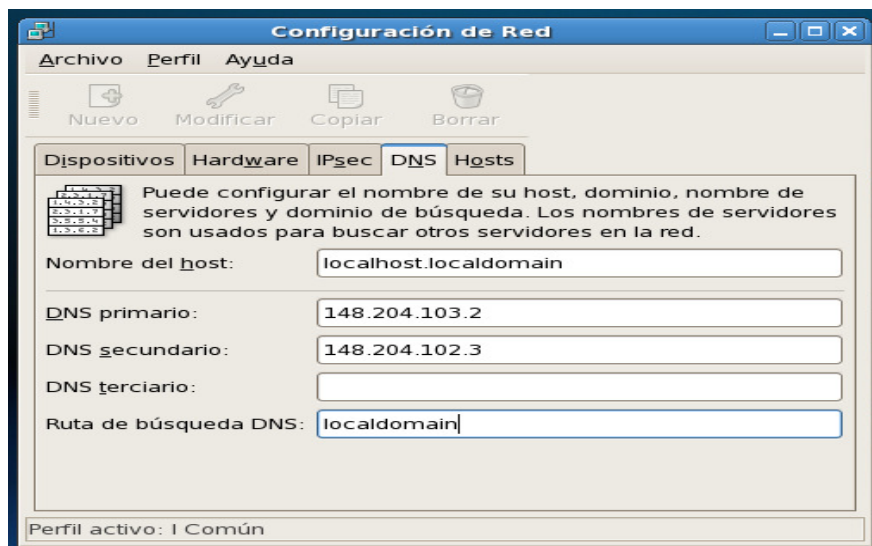 Configuración de Red
Archivo Perfil Ayuda
Nuevo Modificar Copiar Borrar
Dispositivos Hardware IPsec DNS Hosts
Puede configurar el nombre de su host, dominio, nombre de
servidores y dominio de búsqueda. Los nombres de servidores
son usados para buscar otros servidores en la red.
Nombre del host: localhost.localdomain
DNS primario: 148.204.103.2
DNS secundario: 148.204.102.3
DNS terciario:
Ruta de búsqueda DNS: localdomain
Perfil activo: l Común